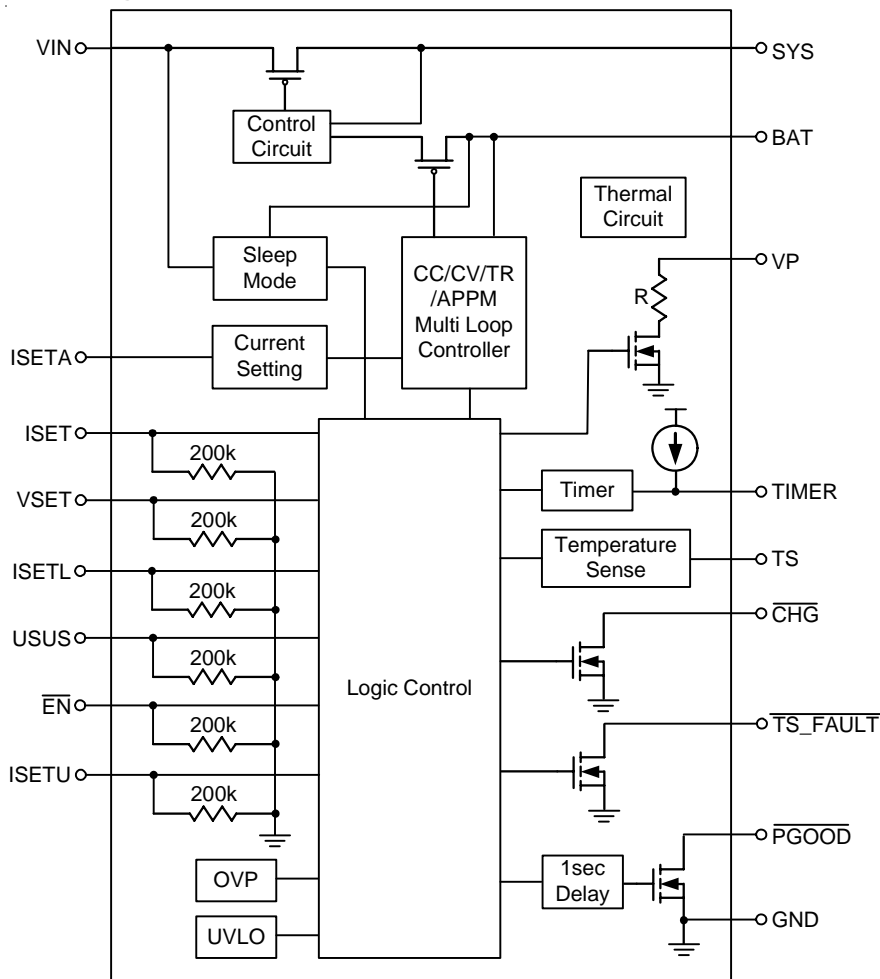 VIN
SYS
Control
Circuit
BAT
Thermal
Circuit
Sleep
Mode
CC/CV/TR
/APPM
Multi Loop
Controller
VP
R
ISETA
Current
Setting
ISET
200k
VSET
200k
ISETL
200k
USUS
200k
EN
200k
ISETU
200k
Logic Control
Timer
TIMER
Temperature
Sense
TS
CHG
TS_FAULT
PGOOD
1sec
Delay
GND
OVP
UVLO